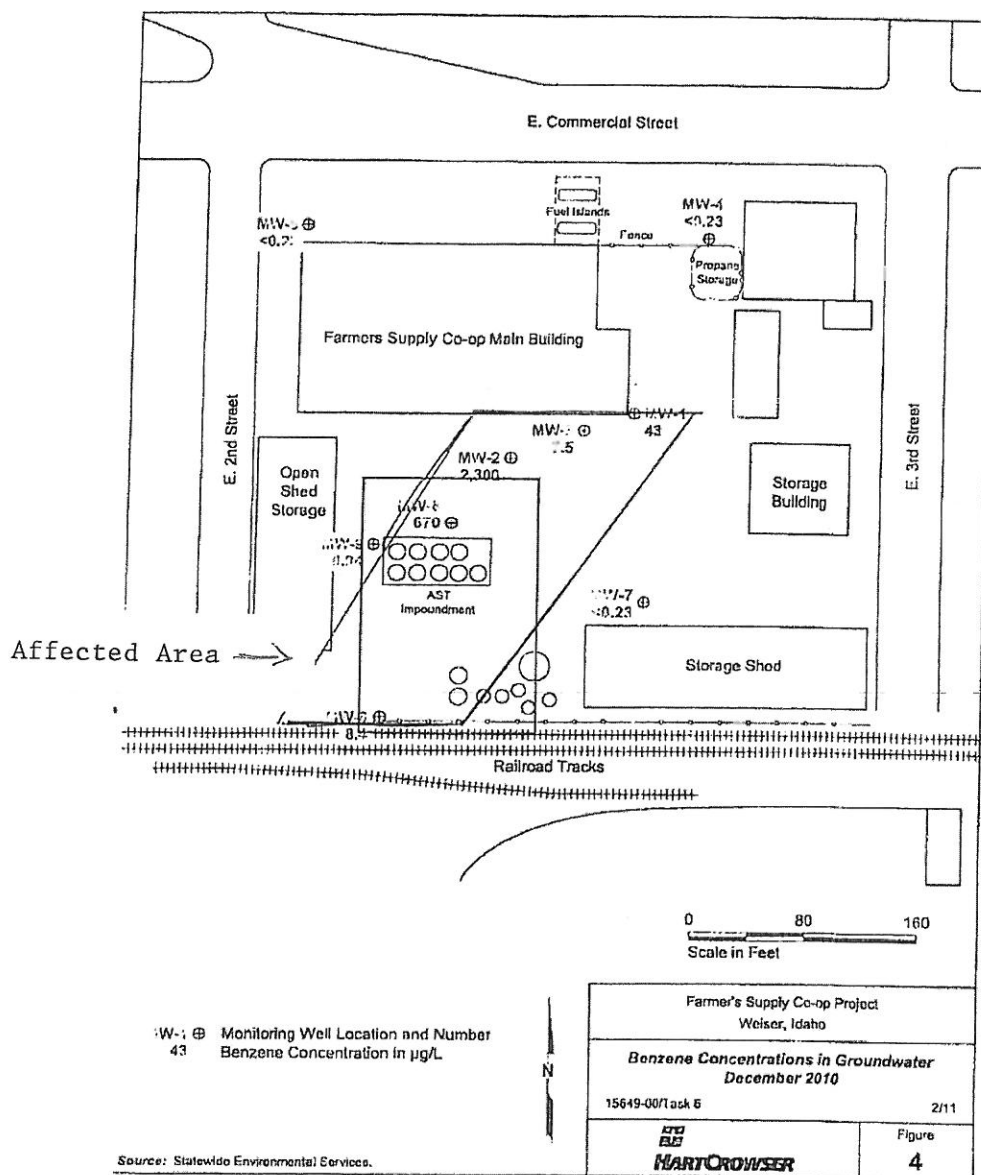 E. Commercial Street
Fuel Islands
MW-4
<0.23
Fence
Propane
Storage
Farmers Supply Co-op Main Building
E. 2nd Street
E. 3rd Street
43
MW-2
2,300
Open
Shed
Storage
Storage
Building
670
AST
Impoundment
<0.23
Affected Area
Storage Shed
Railroad Tracks
0 80 160
Scale in Feet
Monitoring Well Location and Number
43 Benzene Concentration in µg/L
N
Farmer's Supply Co-op Project
Weiser, Idaho
Benzene Concentrations in Groundwater
December 2010
15649-00/Task 6 2/11
HARTCROWSER
Figure
4
Source: Statewide Environmental Services.